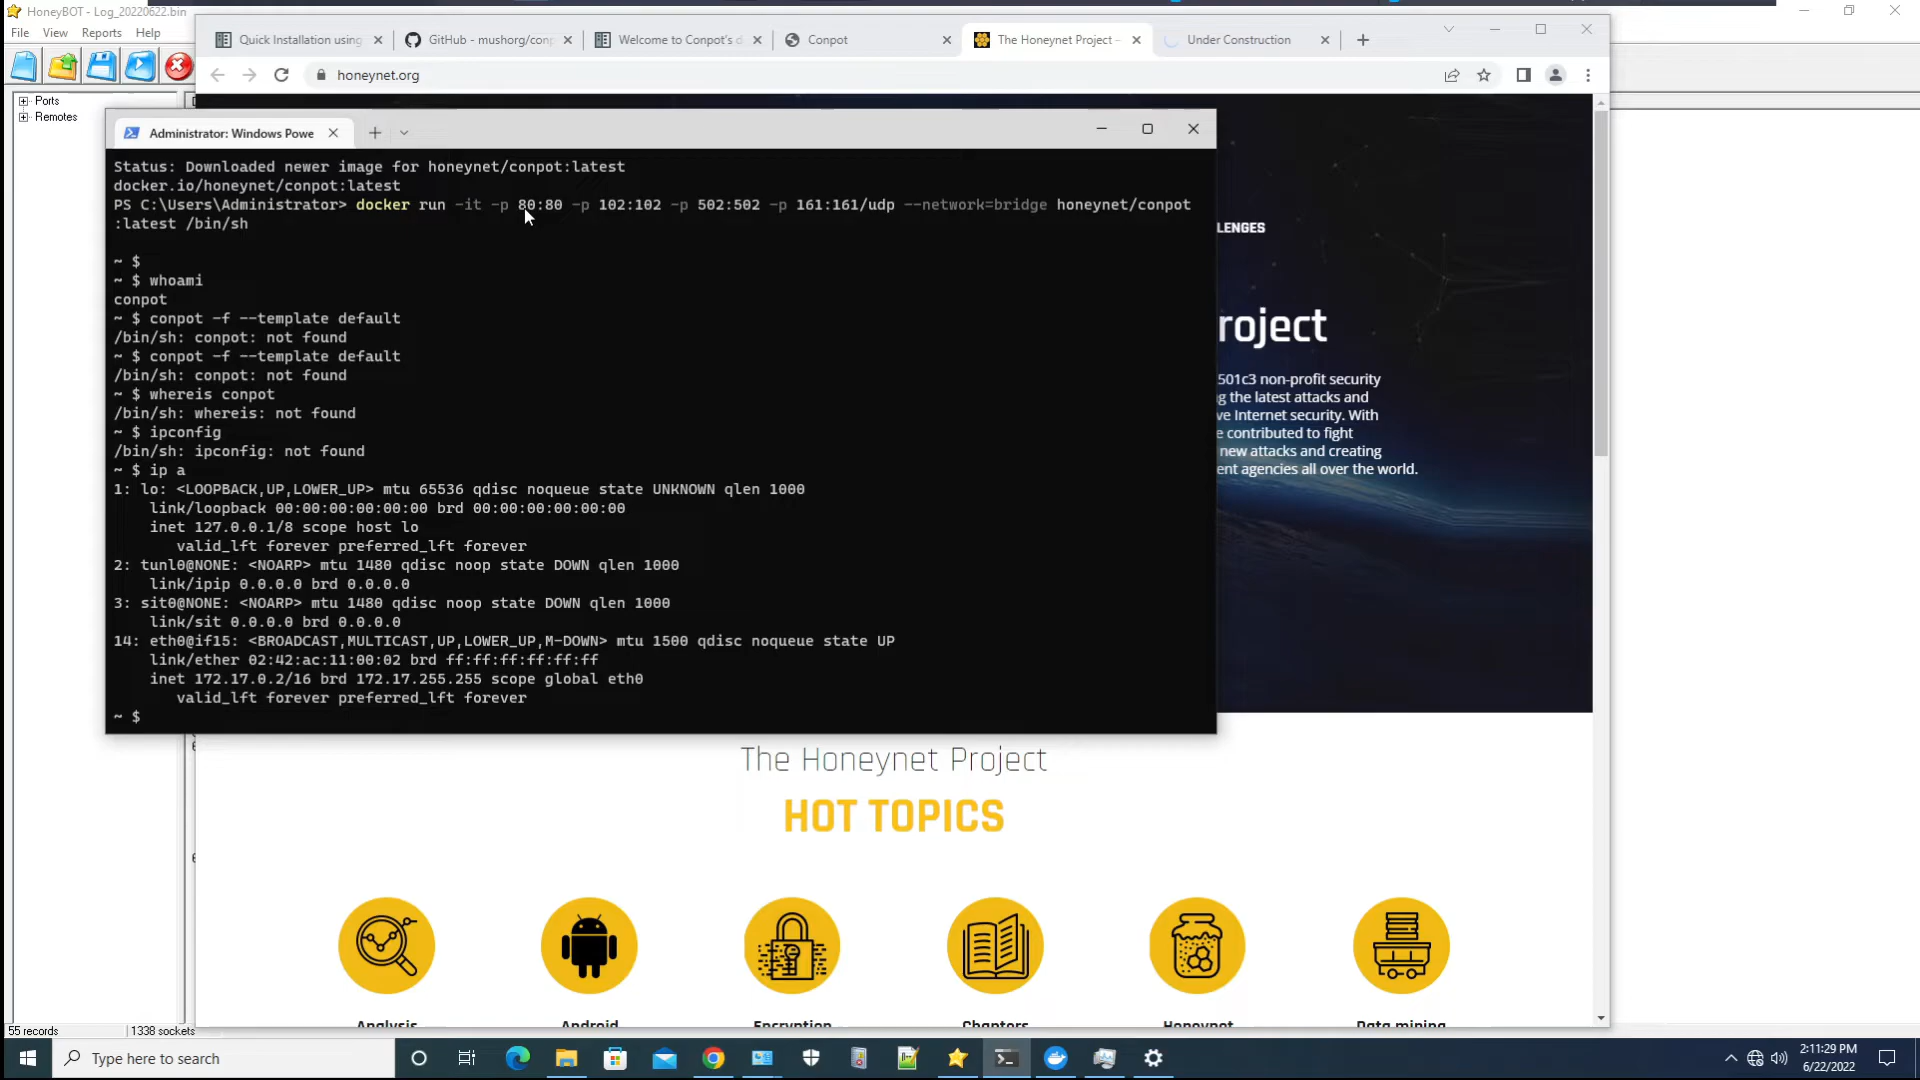 HoneyBOT - Log_20220622.bin
File View Reports Help
Quick Installation using
GitHub - mushorg/conp
Welcome to Conpot's d
Conpot
The Honeynet Project –
Under Construction
honeynet.org
Ports
Remotes
Administrator: Windows Powe
Status: Downloaded newer image for honeynet/conpot:latest
docker.io/honeynet/conpot:latest
PS C:\Users\Administrator> docker run -it -p 80:80 -p 102:102 -p 502:502 -p 161:161/udp --network=bridge honeynet/conpot
:latest /bin/sh
~ $
~ $ whoami
conpot
~ $ conpot -f --template default
/bin/sh: conpot: not found
~ $ conpot -f --template default
/bin/sh: conpot: not found
~ $ whereis conpot
/bin/sh: whereis: not found
~ $ ipconfig
/bin/sh: ipconfig: not found
~ $ ip a
1: lo: <LOOPBACK,UP,LOWER_UP> mtu 65536 qdisc noqueue state UNKNOWN qlen 1000
link/loopback 00:00:00:00:00:00 brd 00:00:00:00:00:00
inet 127.0.0.1/8 scope host lo
valid_lft forever preferred_lft forever
2: tunl0@NONE: <NOARP> mtu 1480 qdisc noop state DOWN qlen 1000
link/ipip 0.0.0.0 brd 0.0.0.0
3: sit0@NONE: <NOARP> mtu 1480 qdisc noop state DOWN qlen 1000
link/sit 0.0.0.0 brd 0.0.0.0
14: eth0@if15: <BROADCAST,MULTICAST,UP,LOWER_UP,M-DOWN> mtu 1500 qdisc noqueue state UP
link/ether 02:42:ac:11:00:02 brd ff:ff:ff:ff:ff:ff
inet 172.17.0.2/16 brd 172.17.255.255 scope global eth0
valid_lft forever preferred_lft forever
~ $
LENGES
roject
501c3 non-profit security
g the latest attacks and
ve Internet security. With
e contributed to fight
new attacks and creating
ent agencies all over the world.
The Honeynet Project
HOT TOPICS
Analysis
Android
Encryption
Chapters
Honeynet
Data mining
55 records
1338 sockets
Type here to search
2:11:29 PM
6/22/2022